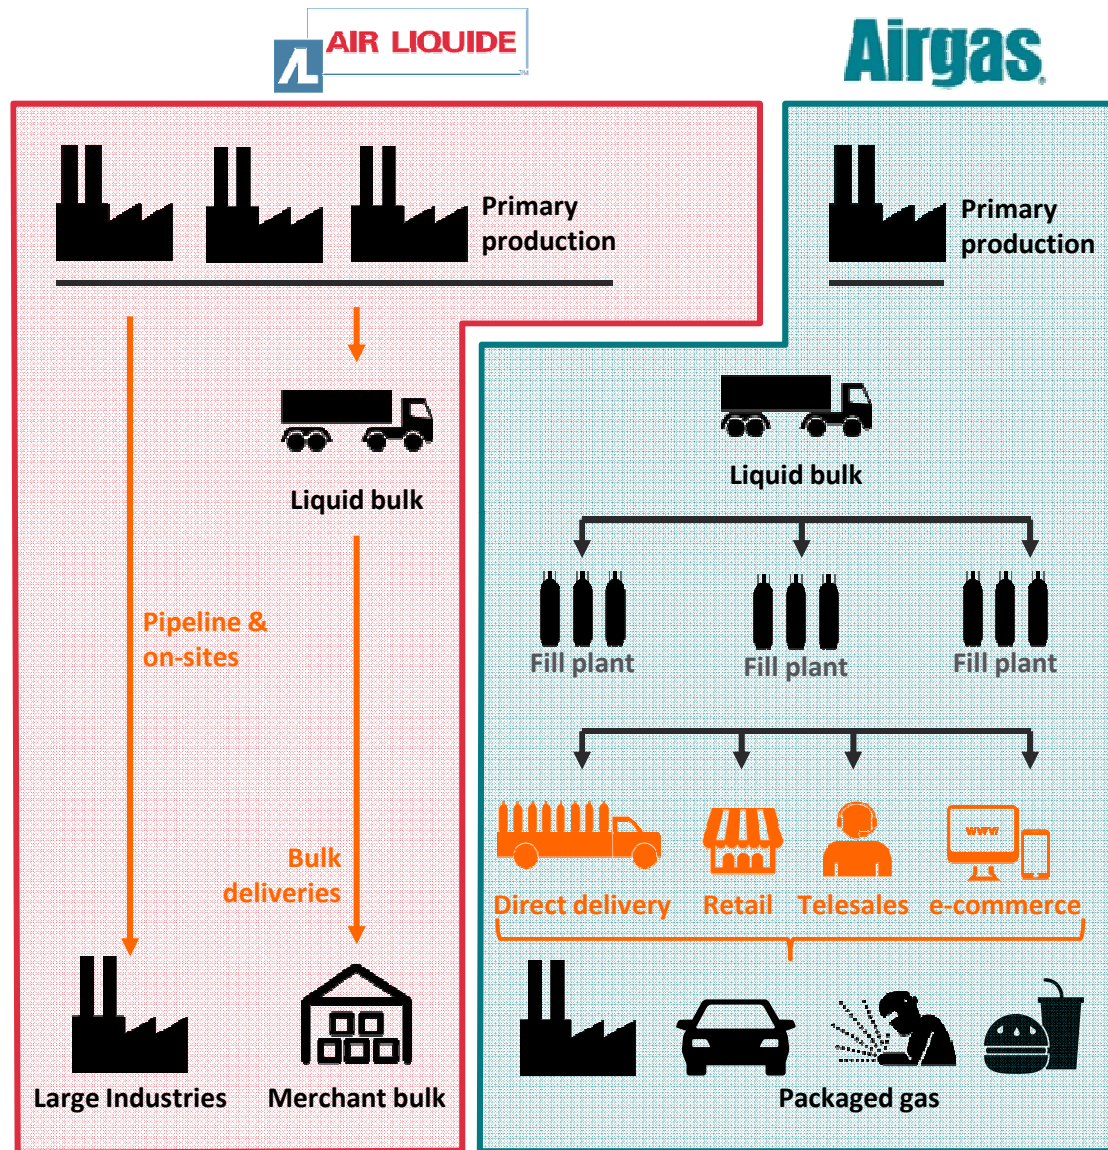 AIR LIQUIDE
TM
Airgas
Primary
production
Primary
production
Liquid bulk
Liquid bulk
Pipeline &
on-sites
Fill plant
Fill plant
Fill plant
Bulk
deliveries
www
Direct delivery
Retail
Telesales
e-commerce
Large Industries
Merchant bulk
Packaged gas